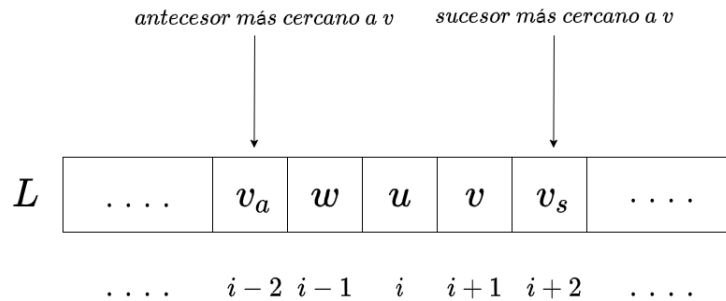 antecesor más cercano a v sucesor más cercano a v
L . . . . v_a w u v v_s . . . .
. . . . i − 2 i − 1 i i + 1 i + 2 . . . .